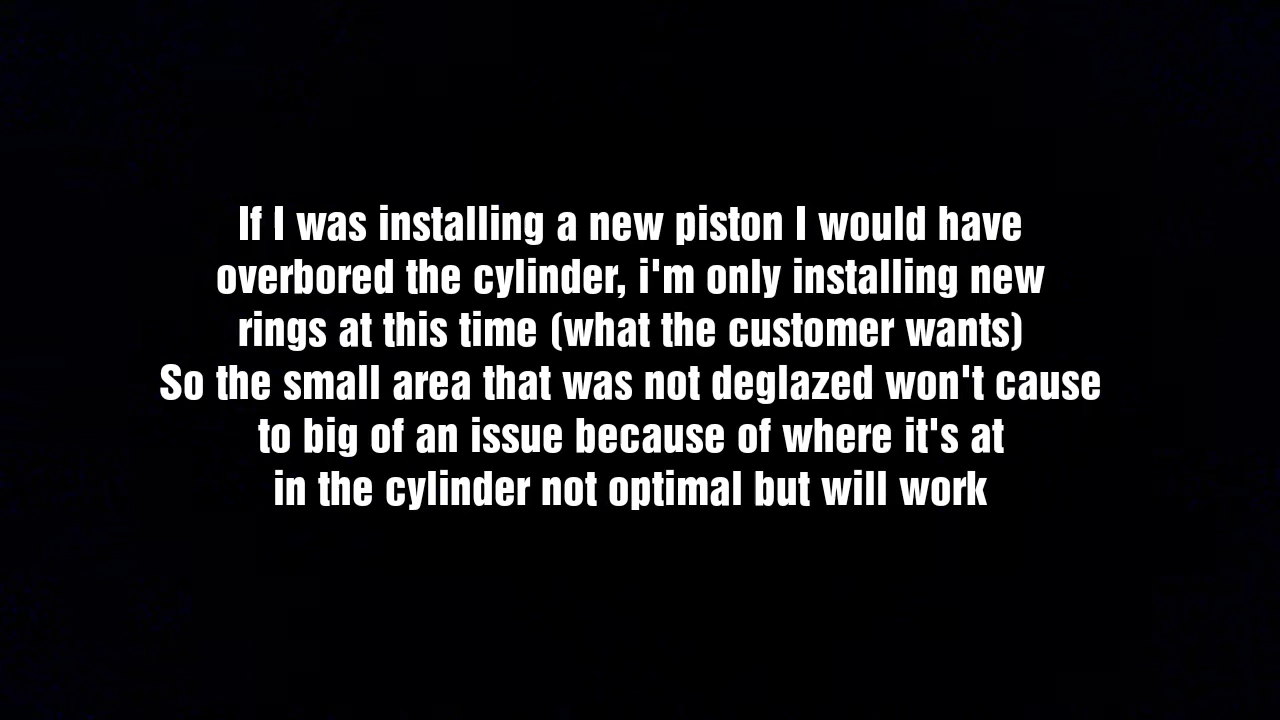 If I was installing a new piston I would have
overbored the cylinder, i'm only installing new
rings at this time (what the customer wants)
So the small area that was not deglazed won't cause
to big of an issue because of where it's at
in the cylinder not optimal but will work